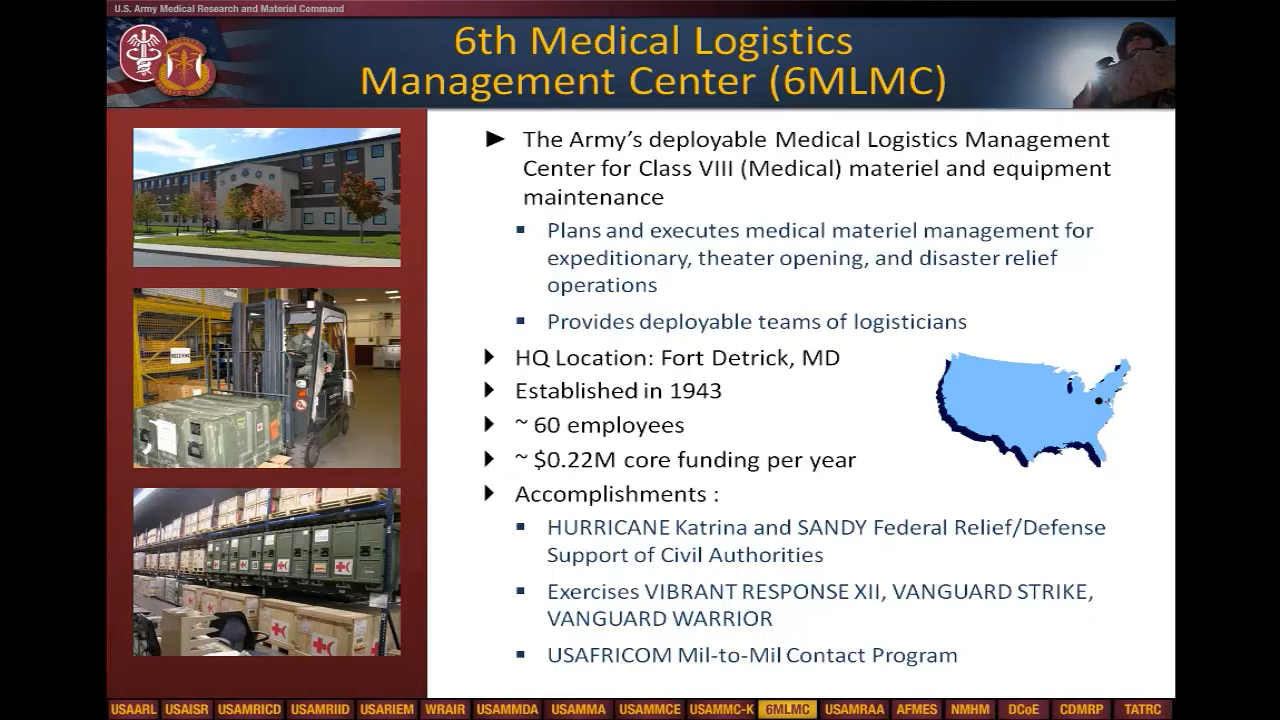 U.S. Army Medical Research and Materiel Command
6th Medical Logistics
Management Center (6MLMC)
► The Army's deployable Medical Logistics Management
Center for Class VIII (Medical) materiel and equipment
maintenance
▪ Plans and executes medical materiel management for
expeditionary, theater opening, and disaster relief
operations
▪ Provides deployable teams of logisticians
HQ Location: Fort Detrick, MD
Established in 1943
~ 60 employees
~ $0.22M core funding per year
Accomplishments :
▪ HURRICANE Katrina and SANDY Federal Relief/Defense
Support of Civil Authorities
▪ Exercises VIBRANT RESPONSE XII, VANGUARD STRIKE,
VANGUARD WARRIOR
▪ USAFRICOM Mil-to-Mil Contact Program
RECEIVING
USAARL USAISR USAMRICD USAMRIID USARIEM WRAIR USAMMDA USAMMA USAMMCE USAMMC-K 6MLMC USAMRAA AFMES NMHM DCoE CDMRP TATRC